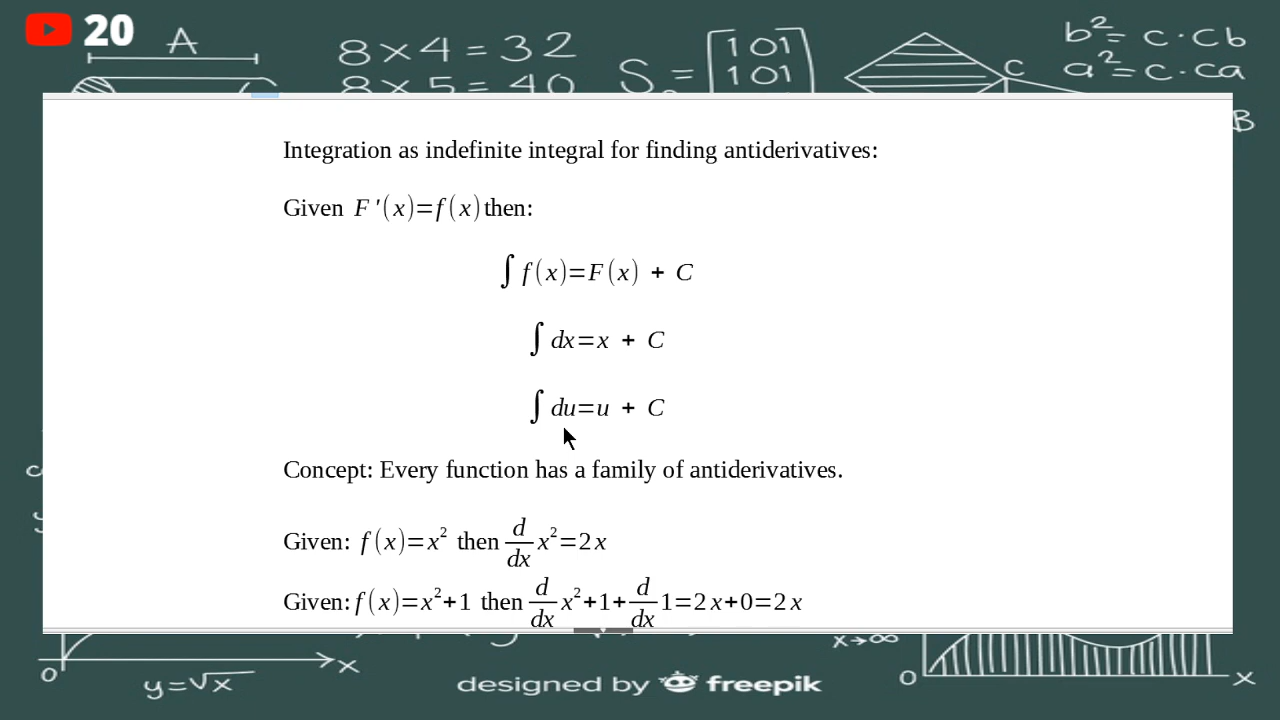 20
A
8 x 4 = 32
8 x 5 = 40
S = [101
101]
C
b² = c · cb
a² = c · ca
B
Integration as indefinite integral for finding antiderivatives:
Given F '(x)=f(x) then:
∫ f(x)=F(x) + C
∫ dx=x + C
∫ du=u + C
Concept: Every function has a family of antiderivatives.
Given: f(x)=x² then d/dx x²=2x
Given: f(x)=x²+1 then d/dx x²+1+d/dx 1=2x+0=2x
x→∞
0
x
y=√x
designed by freepik
0
x